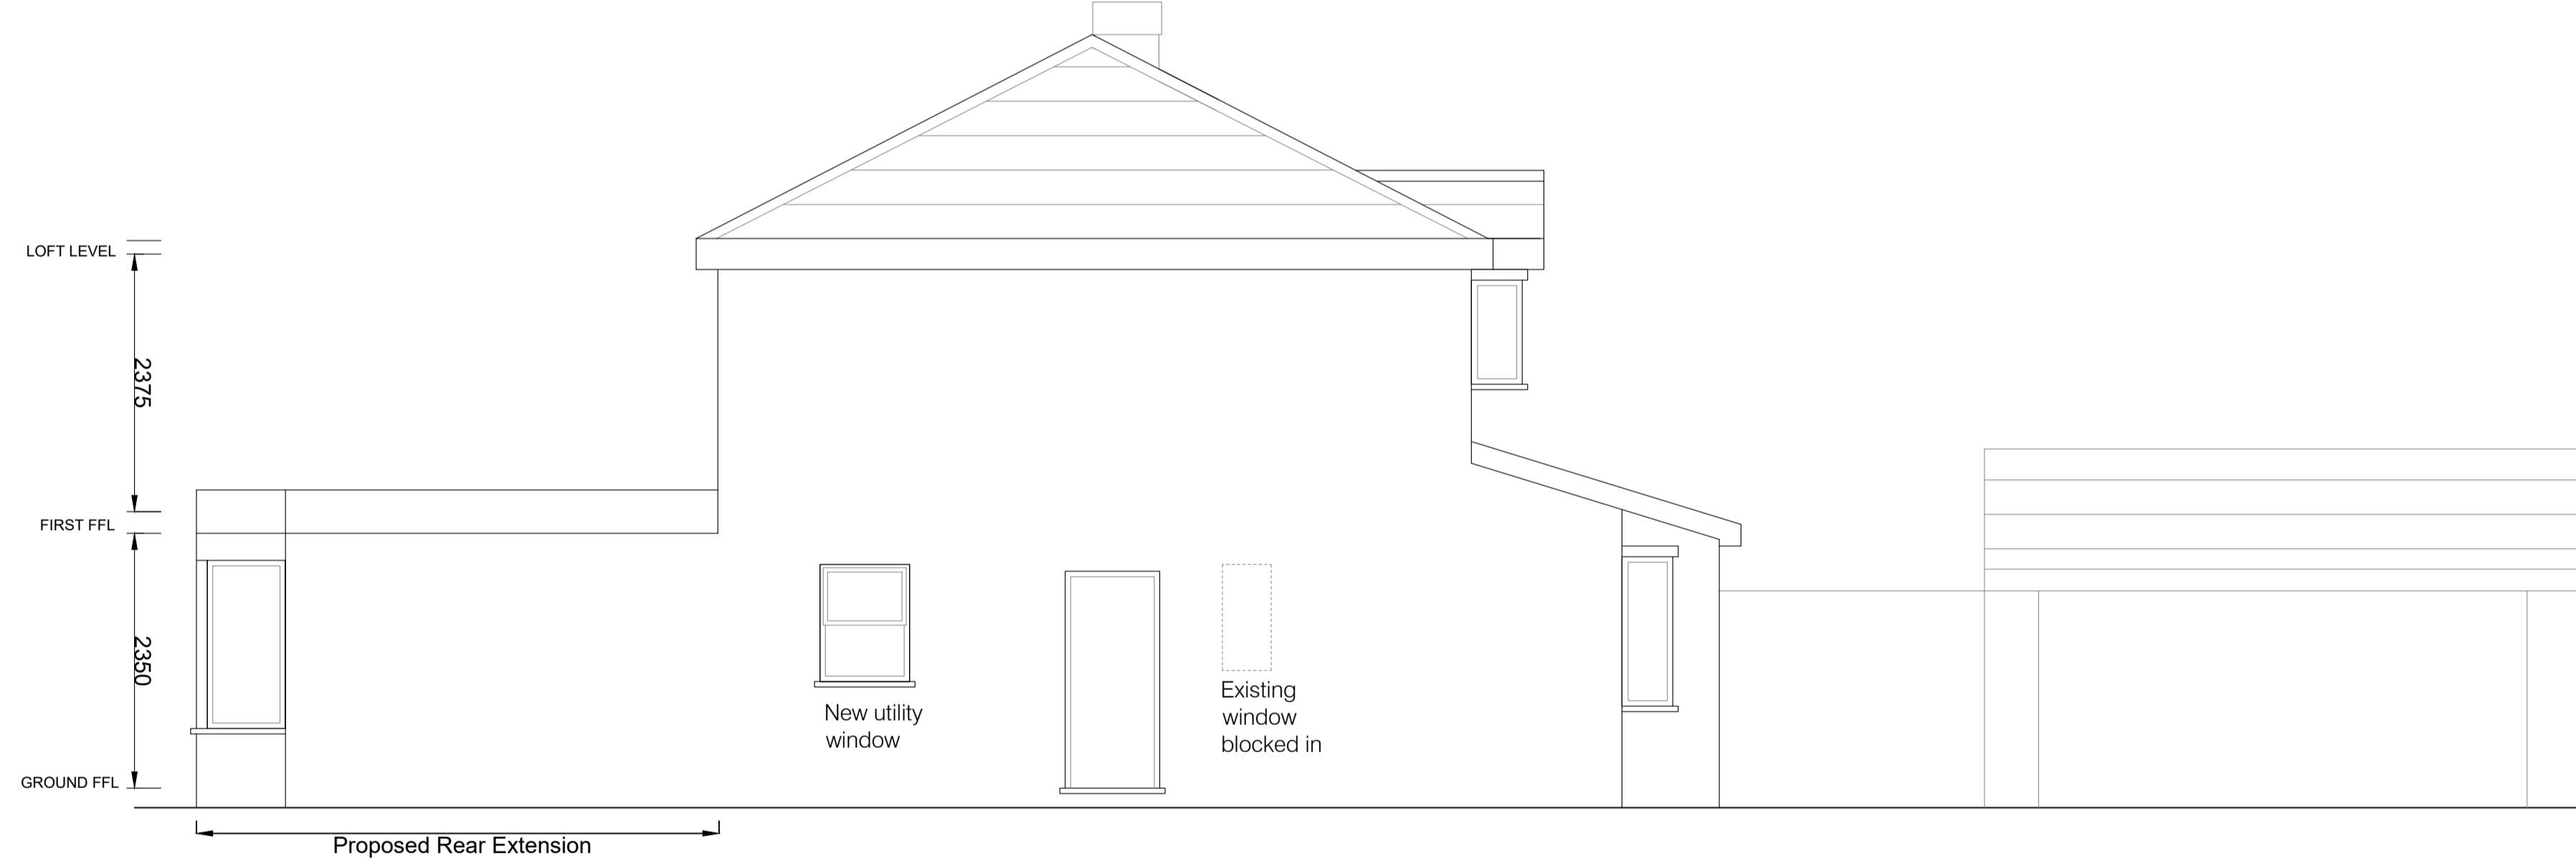 LOFT LEVEL
2375
FIRST FFL
2350
GROUND FFL
New utility
window
Existing
window
blocked in
Proposed Rear Extension